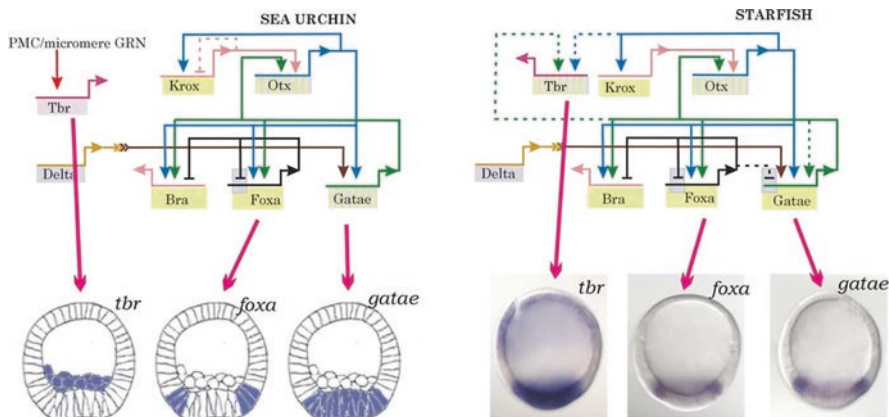 SEA URCHIN
PMC/micromere GRN
Krox
Otx
Tbr
Delta
Bra
Foxa
Gatae
tbr
foxa
gatae
STARFISH
Tbr
Krox
Otx
Delta
Bra
Foxa
Gatae
tbr
foxa
gatae